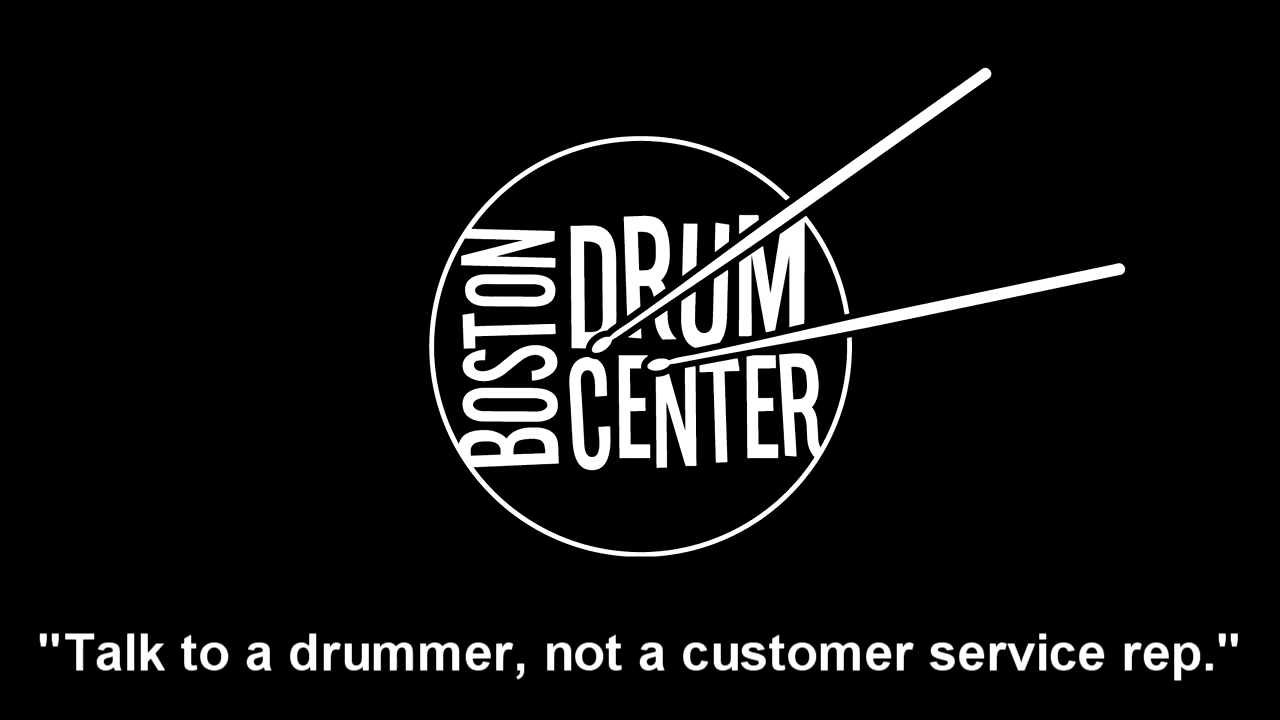 BOSTON
DRUM
CENTER
"Talk to a drummer, not a customer service rep."